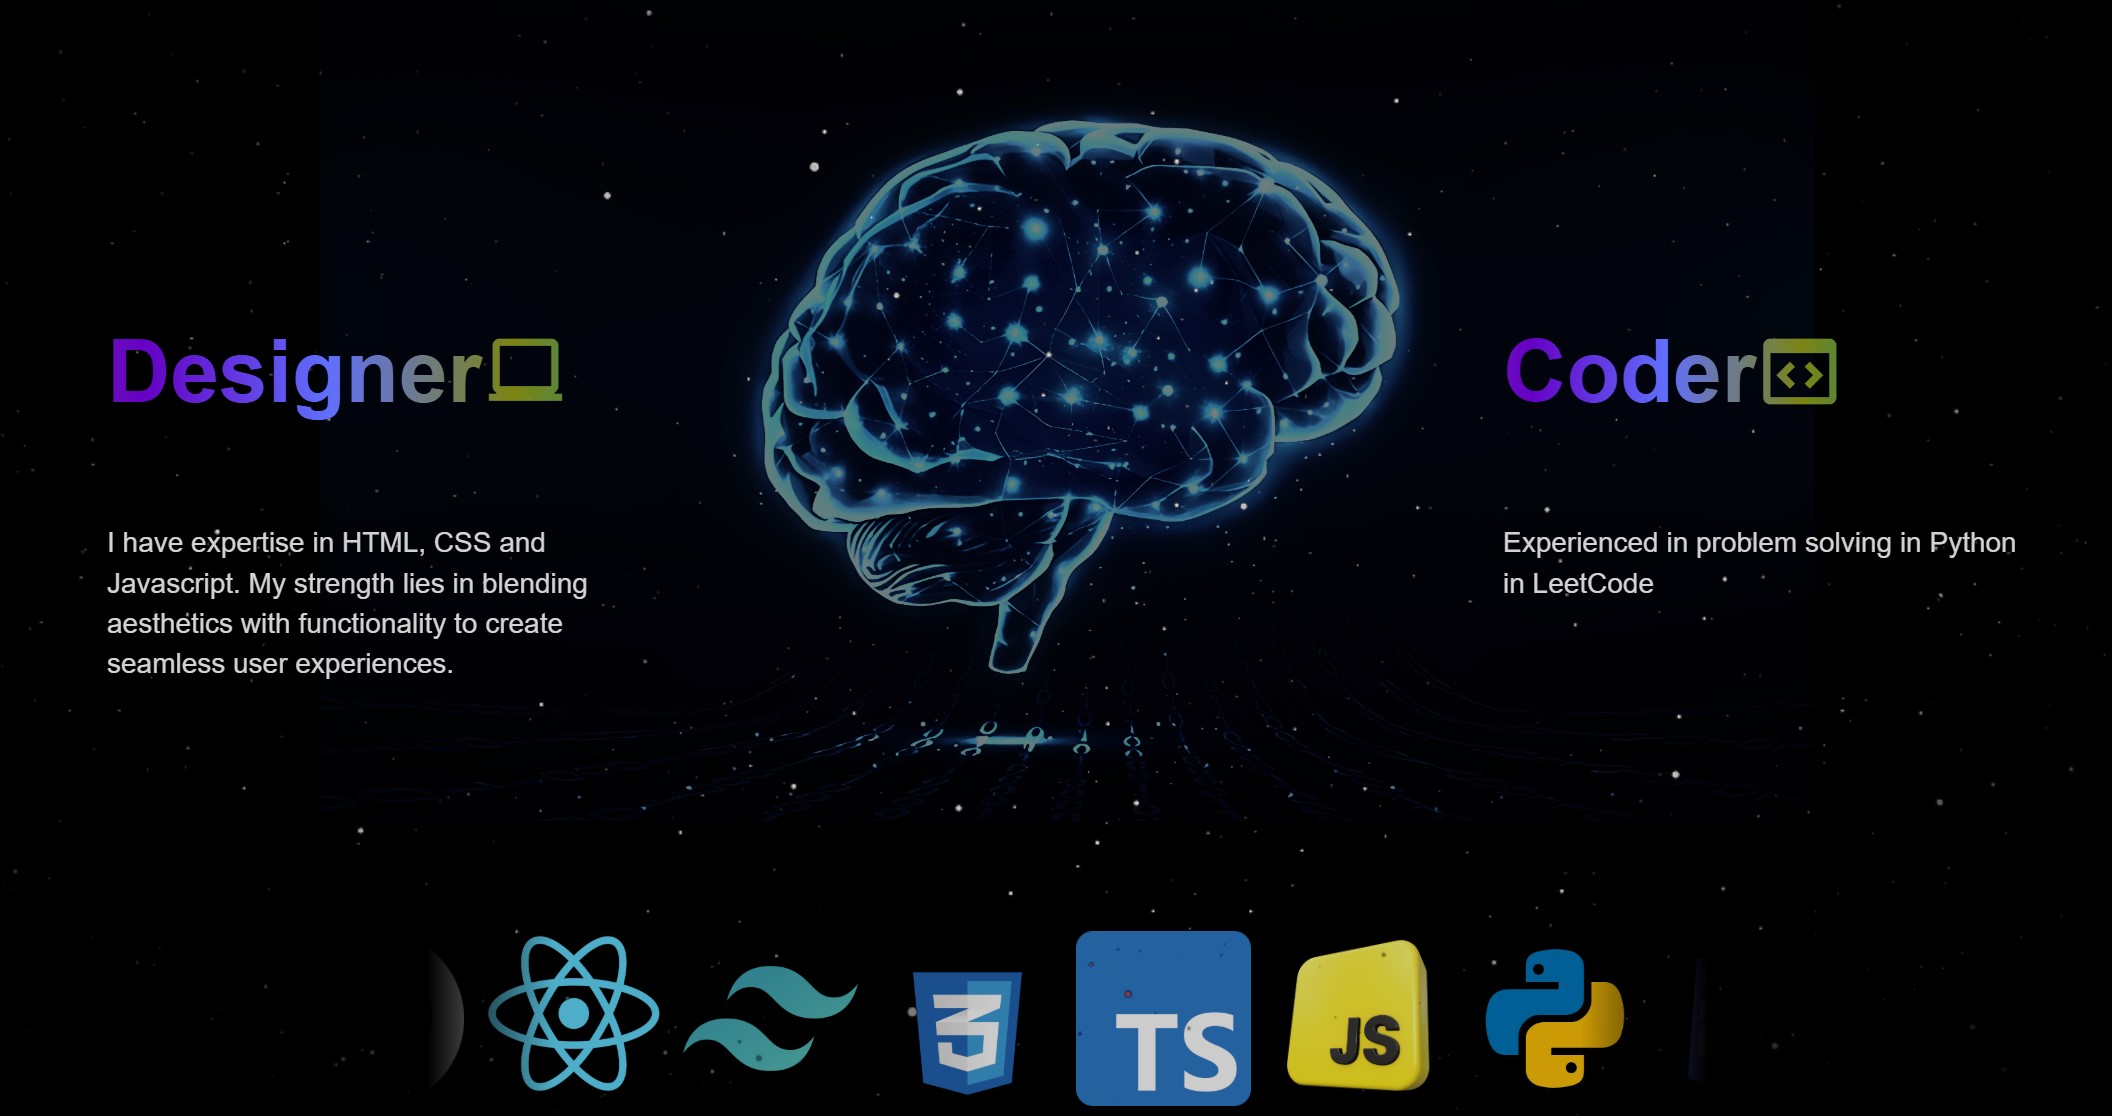 Designer
I have expertise in HTML, CSS and
Javascript. My strength lies in blending
aesthetics with functionality to create
seamless user experiences.
Coder
Experienced in problem solving in Python
in LeetCode
3
TS
JS